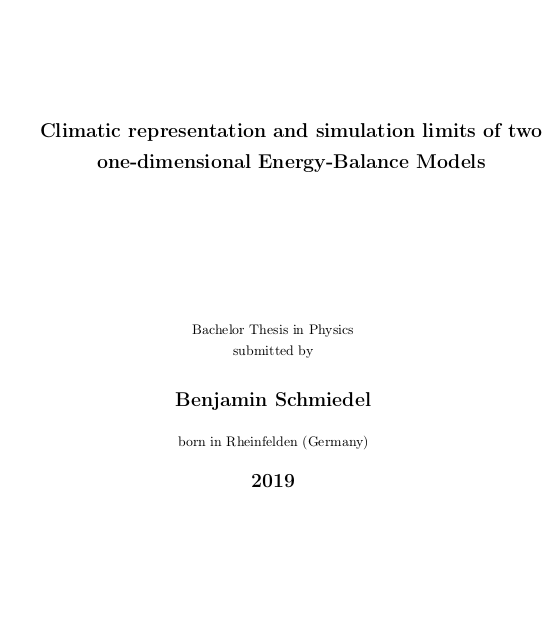 Climatic representation and simulation limits of two
one-dimensional Energy-Balance Models
Bachelor Thesis in Physics
submitted by
Benjamin Schmiedel
born in Rheinfelden (Germany)
2019